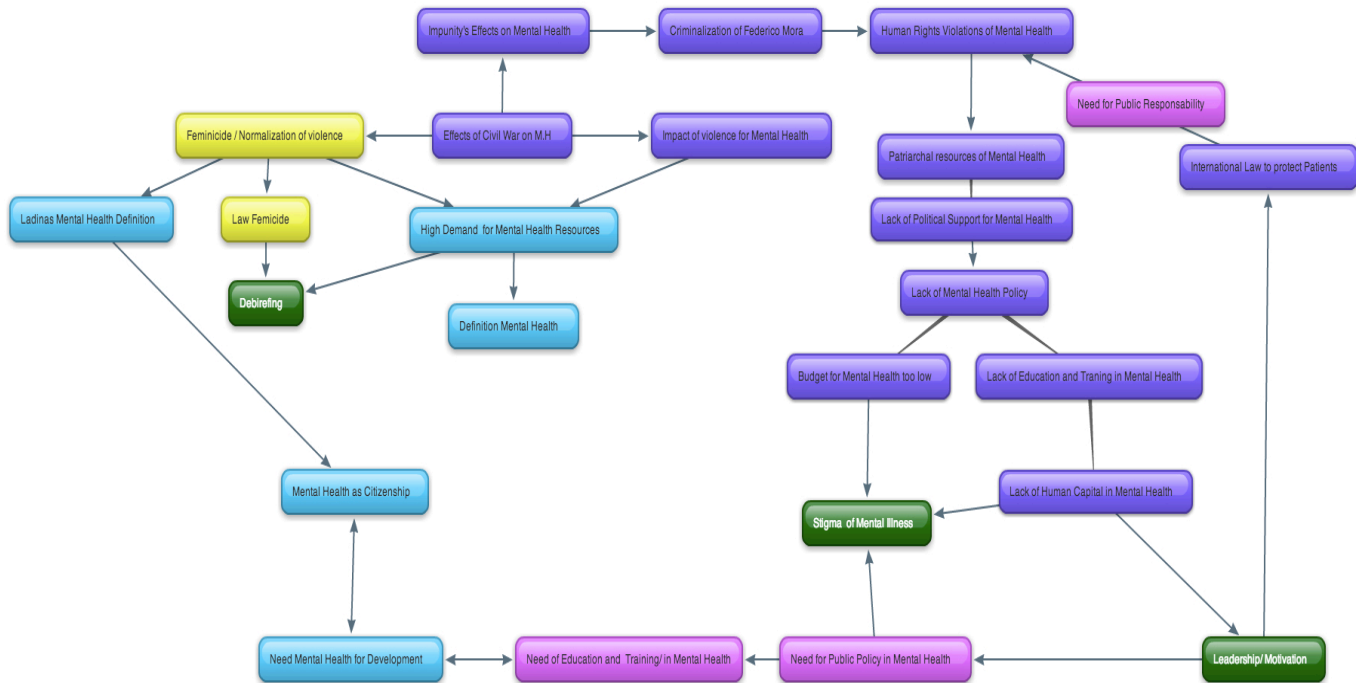 Impunity's Effects on Mental Health
Criminalization of Federico Mora
Human Rights Violations of Mental Health
Need for Public Responsability
Feminicide / Normalization of violence
Effects of Civil War on M.H
Impact of violence for Mental Health
Patriarchal resources of Mental Health
International Law to protect Patients
Ladinas Mental Health Definition
Law Femicide
High Demand for Mental Health Resources
Lack of Political Support for Mental Health
Debirefing
Definition Mental Health
Lack of Mental Health Policy
Budget for Mental Health too low
Lack of Education and Traning in Mental Health
Mental Health as Citizenship
Lack of Human Capital in Mental Health
Stigma of Mental Illness
Need Mental Health for Development
Need of Education and Training/ in Mental Health
Need for Public Policy in Mental Health
Leadership/ Motivation